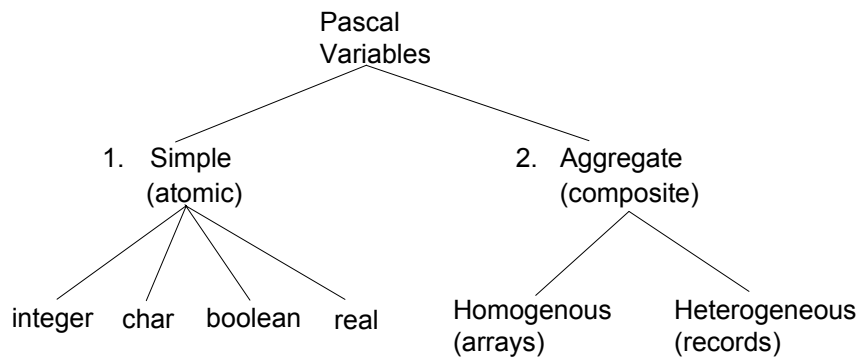 Pascal
Variables
1. Simple
(atomic)
2. Aggregate
(composite)
integer
char
boolean
real
Homogenous
(arrays)
Heterogeneous
(records)